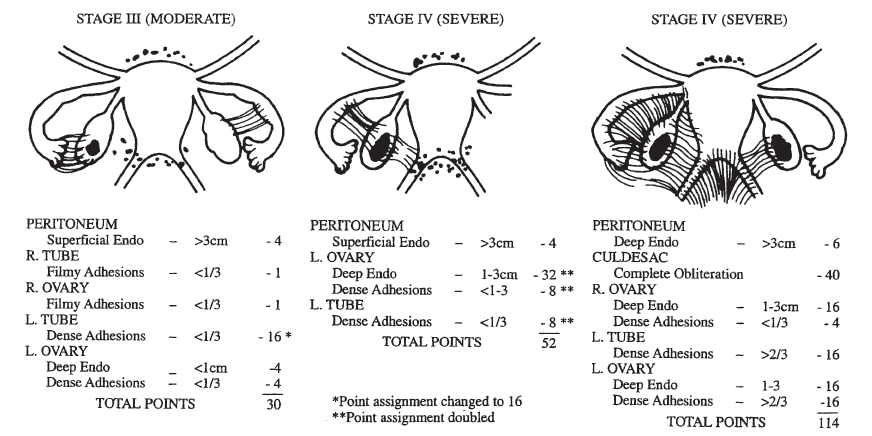 STAGE III (MODERATE)
PERITONEUM
Superficial Endo – >3cm - 4
R. TUBE
Filmy Adhesions – <1/3 - 1
R. OVARY
Filmy Adhesions – <1/3 - 1
L. TUBE
Dense Adhesions – <1/3 - 16 *
L. OVARY
Deep Endo – <1cm -4
Dense Adhesions – <1/3 - 4
TOTAL POINTS 30
STAGE IV (SEVERE)
PERITONEUM
Superficial Endo – >3cm - 4
L. OVARY
Deep Endo – 1-3cm - 32 **
Dense Adhesions – <1-3 - 8 **
L. TUBE
Dense Adhesions – <1/3 - 8 **
TOTAL POINTS 52
*Point assignment changed to 16
**Point assignment doubled
STAGE IV (SEVERE)
PERITONEUM
Deep Endo – >3cm - 6
CULDESAC
Complete Obliteration - 40
R. OVARY
Deep Endo – 1-3cm - 16
Dense Adhesions – <1/3 - 4
L. TUBE
Dense Adhesions – >2/3 - 16
L. OVARY
Deep Endo – 1-3 - 16
Dense Adhesions – >2/3 -16
TOTAL POINTS 114